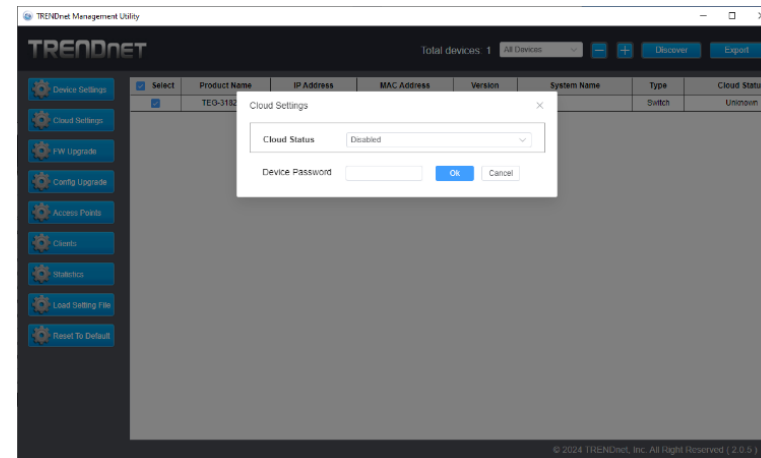 TRENDnet Management Utility
TRENDnet
Total devices: 1 All Devices Discover Export
Device Settings
Cloud Settings
FW Upgrade
Config Upgrade
Access Points
Clients
Statistics
Load Setting File
Reset To Default
Select Product Name IP Address MAC Address Version System Name Type Cloud Statu
TEG-3182 Switch Unknown
Cloud Settings
Cloud Status Disabled
Device Password Ok Cancel
© 2024 TRENDnet, Inc. All Right Reserved ( 2.0.5 )